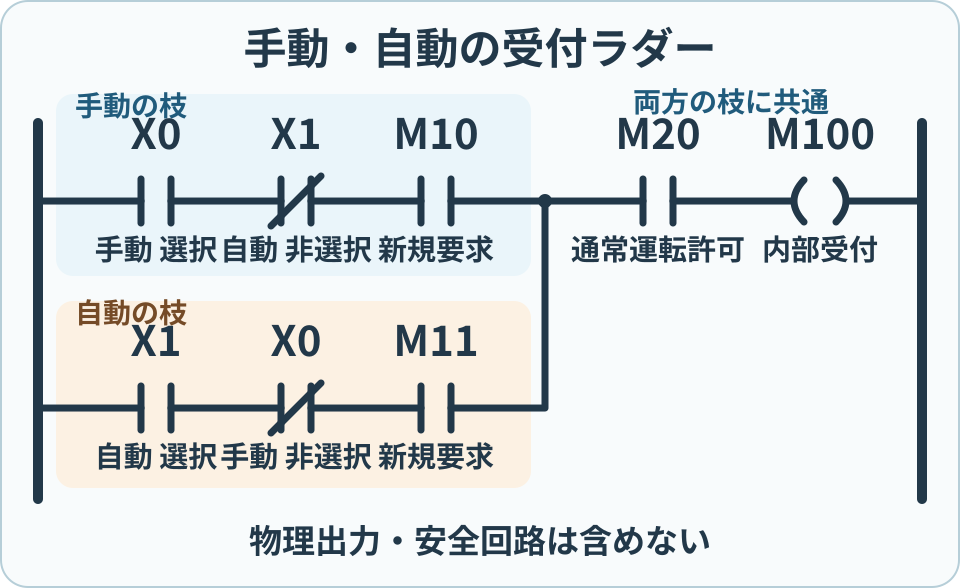 手動・自動の受付ラダー
手動の枝
両方の枝に共通
X0 X1 M10 M20 M100
手動 選択 自動 非選択 新規要求 通常運転許可 内部受付
自動の枝
X1 X0 M11
自動 選択 手動 非選択 新規要求
物理出力・安全回路は含めない